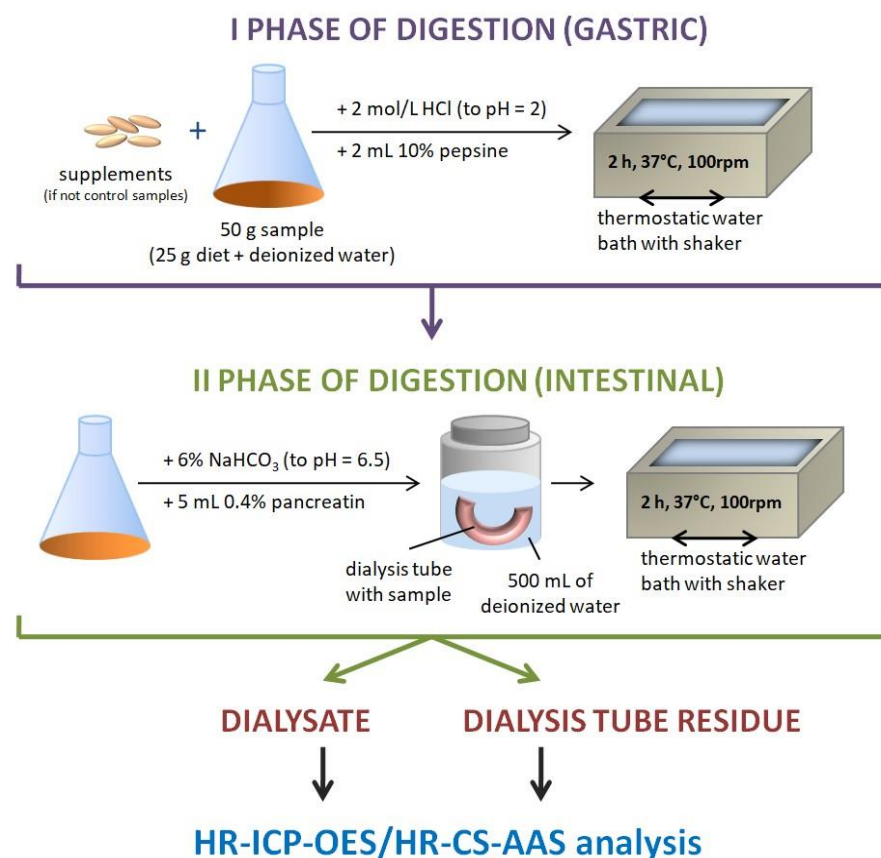 I PHASE OF DIGESTION (GASTRIC)
+ 2 mol/L HCl (to pH = 2)
+
+ 2 mL 10% pepsine
2 h, 37°C, 100rpm
supplements
(if not control samples)
50 g sample
(25 g diet + deionized water)
thermostatic water
bath with shaker
II PHASE OF DIGESTION (INTESTINAL)
+ 6% NaHCO₃ (to pH = 6.5)
+ 5 mL 0.4% pancreatin
2 h, 37°C, 100rpm
dialysis tube
with sample
500 mL of
deionized water
thermostatic water
bath with shaker
DIALYSATE
DIALYSIS TUBE RESIDUE
HR-ICP-OES/HR-CS-AAS analysis